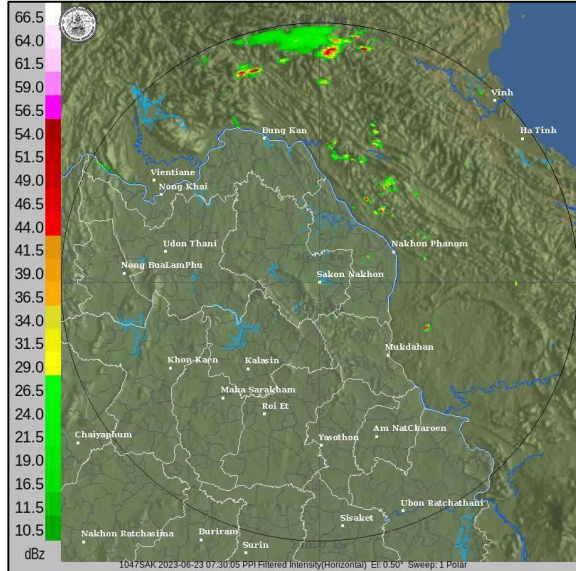 66.5
64.0
61.5
59.0
56.5
54.0
51.5
49.0
46.5
44.0
41.5
39.0
36.5
34.0
31.5
29.0
26.5
24.0
21.5
19.0
16.5
15.5
13.0
10.5
dBz
Vinh
Ha Tinh
Bung Kan
Vientiane
Nong Khai
Udon Thani
Nakhon Phanom
Nong BuaLamPhu
Sakon Nakhon
Mukdahan
Khon Kaen
Kalasin
Maha Sarakham
Roi Et
Am NatCharoen
Chaiyaphum
Yasothon
Ubon Ratchathani
Sisaket
Nakhon Ratchasima
Buriram
Surin
1047SAK 2023-06-23 07:30:05 PPI Filtered Intensity(Horizontal) El: 0.50° Sweep: 1 Polar